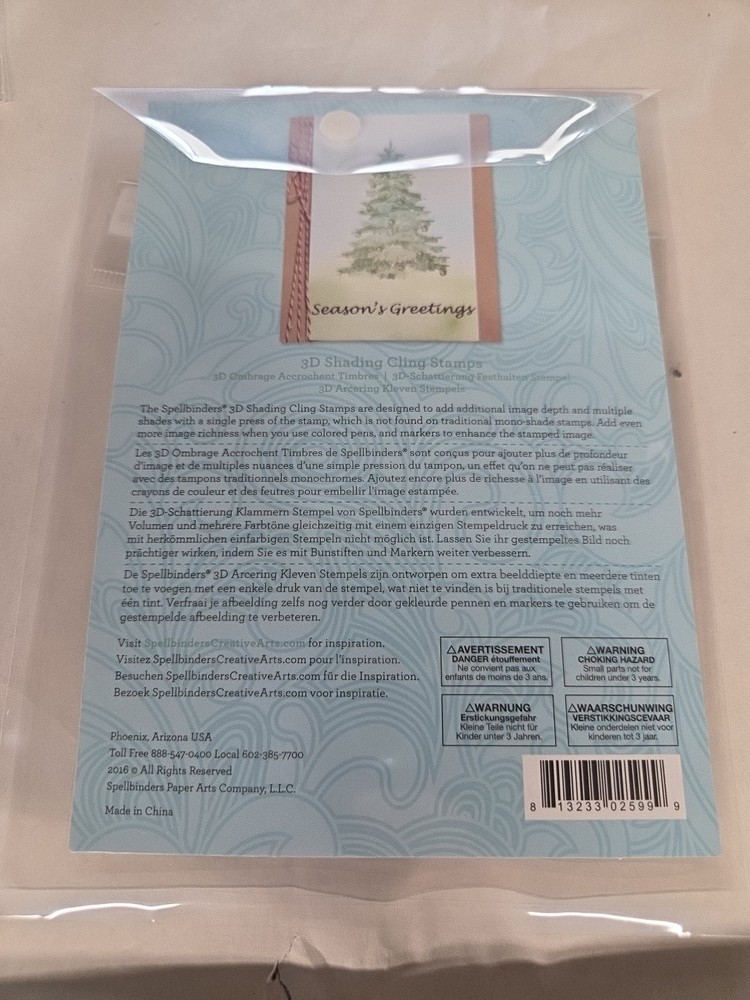 Season's Greetings
3D Shading Cling Stamps
3D Ombrage Accrochent Timbres | 3D-Schattierung Festhalten Stempel
3D Arcering Kleven Stempels
The Spellbinders® 3D Shading Cling Stamps are designed to add additional image depth and multiple
shades with a single press of the stamp, which is not found on traditional mono-shade stamps. Add even
more image richness when you use colored pens, and markers to enhance the stamped image.
Les 3D Ombrage Accrochent Timbres de Spellbinders® sont conçus pour ajouter plus de profondeur
d'image et de multiples nuances d'une simple pression du tampon, un effet qu'on ne peut pas réaliser
avec des tampons traditionnels monochromes. Ajoutez encore plus de richesse à l'image en utilisant des
crayons de couleur et des feutres pour embellir l'image estampée.
Die 3D-Schattierung Klammern Stempel von Spellbinders® wurden entwickelt, um noch mehr
Volumen und mehrere Farbtöne gleichzeitig mit einem einzigen Stempeldruck zu erreichen, was
mit herkömmlichen einfarbigen Stempeln nicht möglich ist. Lassen Sie ihr gestempeltes Bild noch
prächtiger wirken, indem Sie es mit Bunstiften und Markern weiter verbessern.
De Spellbinders® 3D Arcering Kleven Stempels zijn ontworpen om extra beelddiepte en meerdere tinten
toe te voegen met een enkele druk van de stempel, wat niet te vinden is bij traditionele stempels met
één tint. Verfraai je afbeelding zelfs nog verder door gekleurde pennen en markers te gebruiken om de
gestempelde afbeelding te verbeteren.
Visit SpellbindersCreativeArts.com for inspiration.
Visitez SpellbindersCreativeArts.com pour l'inspiration.
Besuchen SpellbindersCreativeArts.com für die Inspiration.
Bezoek SpellbindersCreativeArts.com voor inspiratie.
⚠AVERTISSEMENT
DANGER étouffement
Ne convient pas aux
enfants de moins de 3 ans.
⚠WARNING
CHOKING HAZARD
Small parts not for
children under 3 years.
⚠WARNUNG
Erstickungsgefahr
Kleine Teile nicht für
Kinder unter 3 Jahren.
⚠WAARSCHUNWING
VERSTIKKINGSCEVAAR
Kleine onderdelen niet voor
kinderen tot 3 jaar.
Phoenix, Arizona USA
Toll Free 888-547-0400 Local 602-385-7700
2016 © All Rights Reserved
Spellbinders Paper Arts Company, L.L.C.
Made in China
8 13233 02599 9